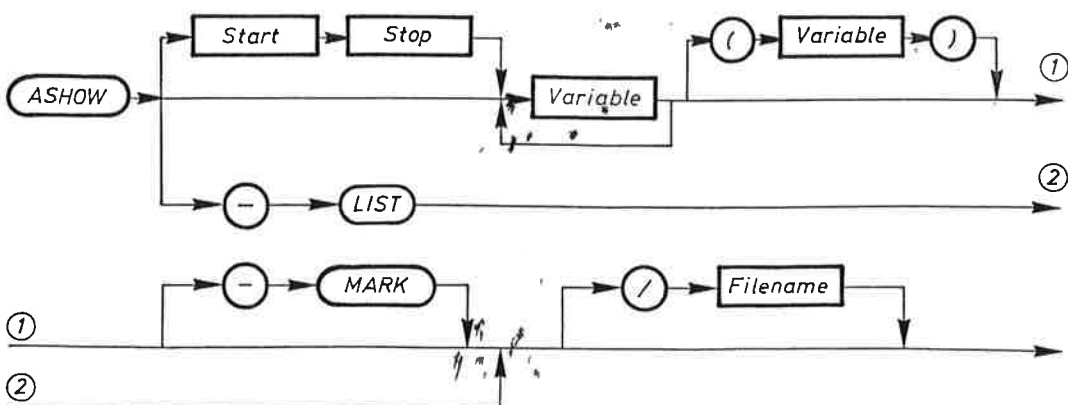 Start Stop ( Variable )
ASHOW Variable ①
- LIST ②
- MARK / Filename
①
②